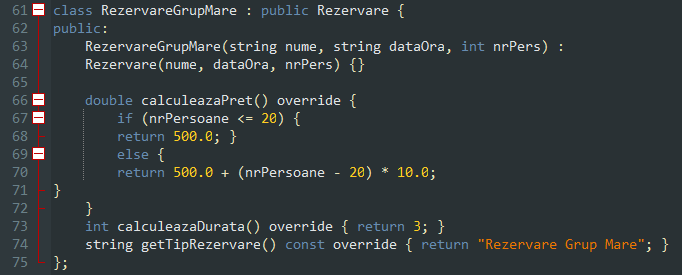 61 class RezervareGrupMare : public Rezervare {
62 public:
63     RezervareGrupMare(string nume, string dataOra, int nrPers) :
64     Rezervare(nume, dataOra, nrPers) {}
65
66     double calculeazaPret() override {
67         if (nrPersoane <= 20) {
68         return 500.0; }
69         else {
70         return 500.0 + (nrPersoane - 20) * 10.0;
71 }
72     }
73     int calculeazaDurata() override { return 3; }
74     string getTipRezervare() const override { return "Rezervare Grup Mare"; }
75 };